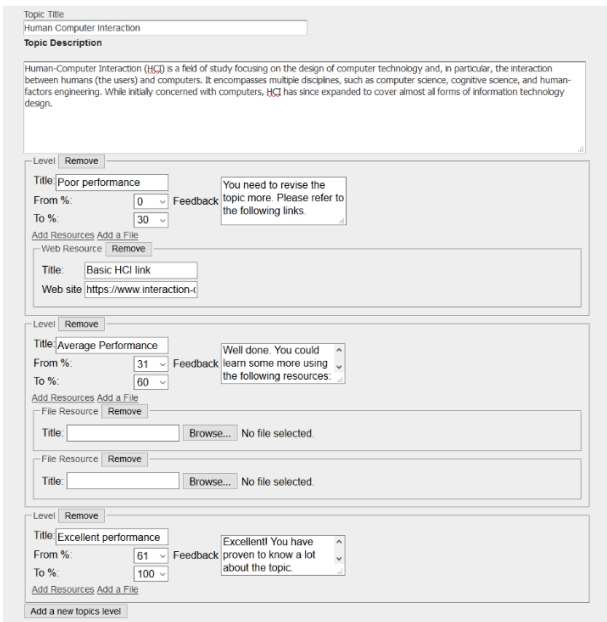 Topic Title
Human Computer Interaction
Topic Description
Human-Computer Interaction (HCI) is a field of study focusing on the design of computer technology and, in particular, the interaction
between humans (the users) and computers. It encompasses multiple disciplines, such as computer science, cognitive science, and human-
factors engineering. While initially concerned with computers, HCI has since expanded to cover almost all forms of information technology
design.
Level Remove
Title: Poor performance
You need to revise the
From %: 0 Feedback topic more. Please refer to
the following links.
To %: 30
Add Resources Add a File
Web Resource Remove
Title: Basic HCI link
Web site https://www.interaction-
Level Remove
Title: Average Performance
Well done. You could
From %: 31 Feedback learn some more using
the following resources:
To %: 60
Add Resources Add a File
File Resource Remove
Title: Browse... No file selected.
File Resource Remove
Title: Browse... No file selected.
Level Remove
Title: Excellent performance
Excellent! You have
From %: 61 Feedback proven to know a lot
about the topic.
To %: 100
Add Resources Add a File
Add a new topics level